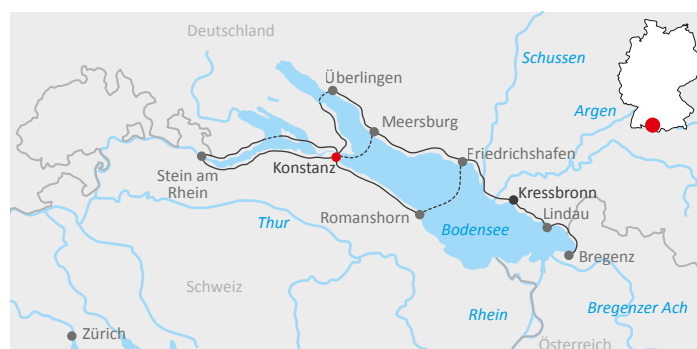 Deutschland
Schussen
Überlingen
Argen
Meersburg
Friedrichshafen
Konstanz
Stein am
Rhein
Kressbronn
Lindau
Romanshorn
Thur
Bodensee
Bregenz
Schweiz
Rhein
Bregenzer Ach
Zürich
Österreich